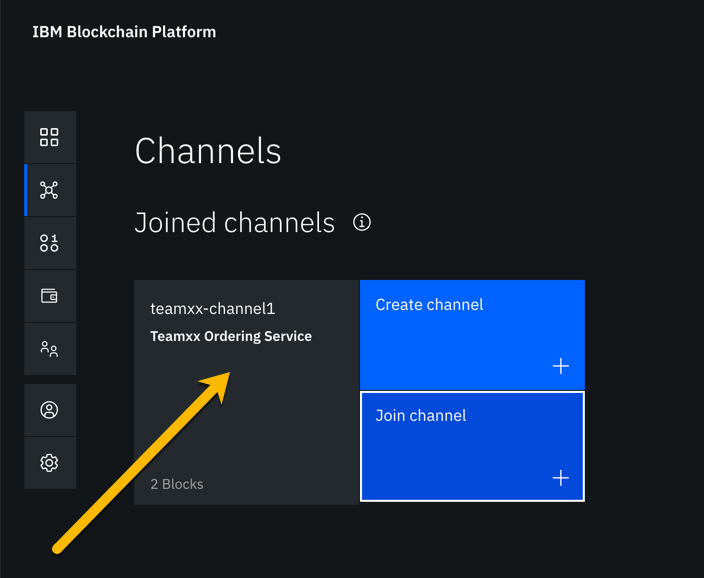 IBM Blockchain Platform
Channels
Joined channels
teamxx-channel1
Teamxx Ordering Service
2 Blocks
Create channel
Join channel